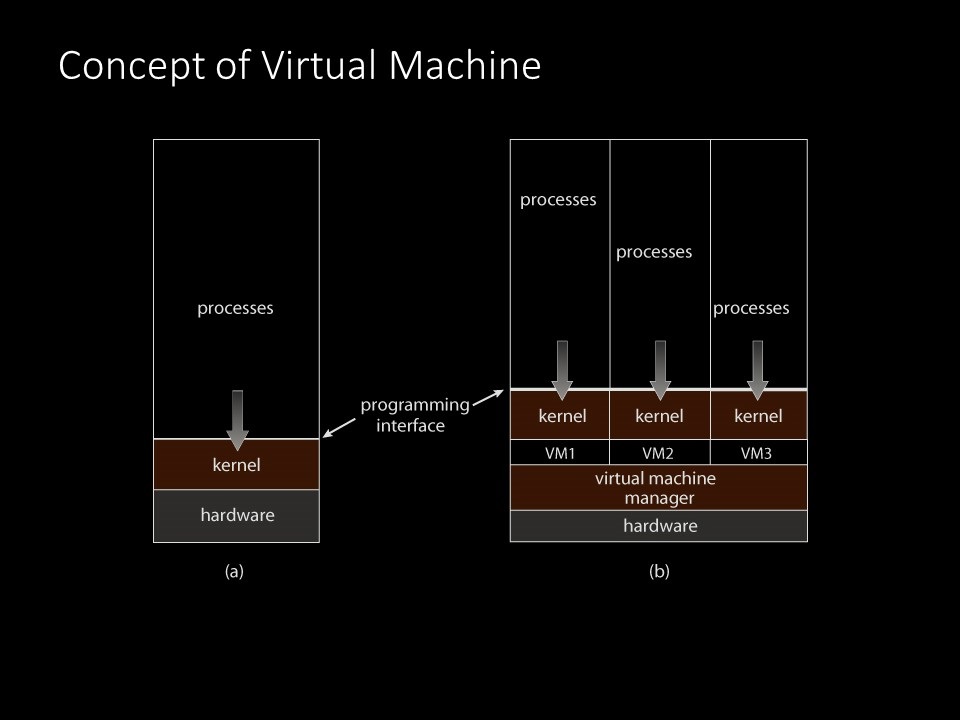 Concept of Virtual Machine
processes
kernel
hardware
(a)
programming
interface
processes
processes
processes
kernel kernel kernel
VM1 VM2 VM3
virtual machine
manager
hardware
(b)